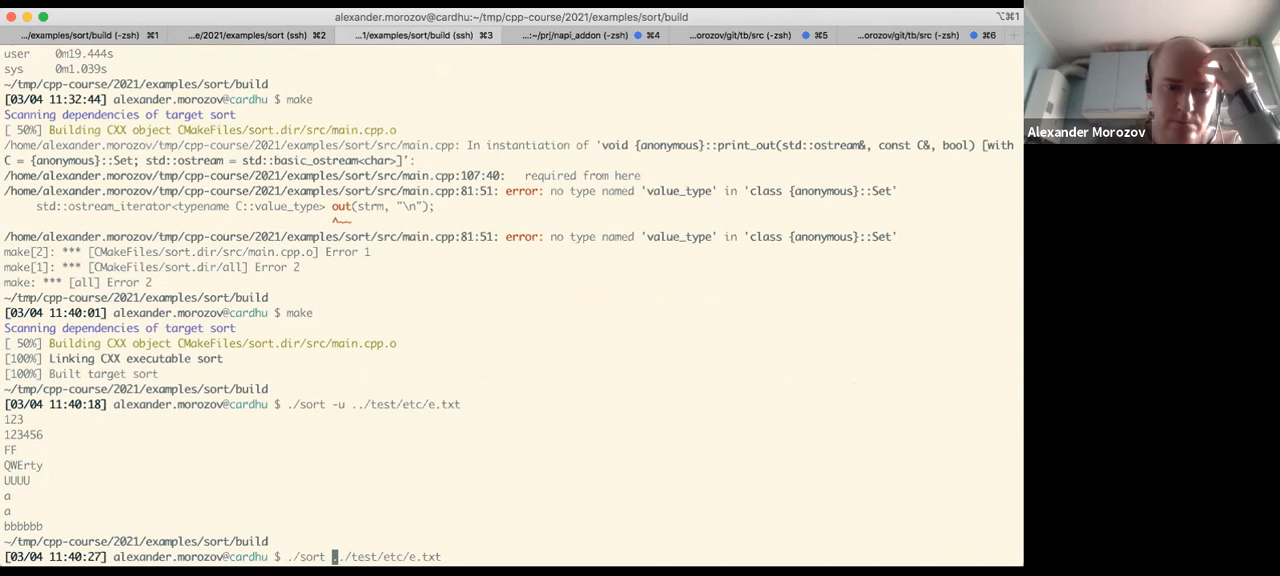 alexander.morozov@cardhu:~/tmp/cpp-course/2021/examples/sort/build
⌥⌘1
...e/examples/sort/build (-zsh) ⌘1
...e/2021/examples/sort (ssh) ⌘2
...1/examples/sort/build (ssh) ⌘3
...:~/prj/napi_addon (-zsh) ⌘4
...orozov/git/tb/src (-zsh) ⌘5
...orozov/git/tb/src (-zsh) ⌘6
user 0m19.444s
sys 0m1.039s
~/tmp/cpp-course/2021/examples/sort/build
[03/04 11:32:44] alexander.morozov@cardhu $ make
Scanning dependencies of target sort
[ 50%] Building CXX object CMakeFiles/sort.dir/src/main.cpp.o
/home/alexander.morozov/tmp/cpp-course/2021/examples/sort/src/main.cpp: In instantiation of 'void {anonymous}::print_out(std::ostream&, const C&, bool) [with
C = {anonymous}::Set; std::ostream = std::basic_ostream<char>]':
/home/alexander.morozov/tmp/cpp-course/2021/examples/sort/src/main.cpp:107:40: required from here
/home/alexander.morozov/tmp/cpp-course/2021/examples/sort/src/main.cpp:81:51: error: no type named 'value_type' in 'class {anonymous}::Set'
std::ostream_iterator<typename C::value_type> out(strm, "\n");
^~~
/home/alexander.morozov/tmp/cpp-course/2021/examples/sort/src/main.cpp:81:51: error: no type named 'value_type' in 'class {anonymous}::Set'
make[2]: *** [CMakeFiles/sort.dir/src/main.cpp.o] Error 1
make[1]: *** [CMakeFiles/sort.dir/all] Error 2
make: *** [all] Error 2
~/tmp/cpp-course/2021/examples/sort/build
[03/04 11:40:01] alexander.morozov@cardhu $ make
Scanning dependencies of target sort
[ 50%] Building CXX object CMakeFiles/sort.dir/src/main.cpp.o
[100%] Linking CXX executable sort
[100%] Built target sort
~/tmp/cpp-course/2021/examples/sort/build
[03/04 11:40:18] alexander.morozov@cardhu $ ./sort -u ../test/etc/e.txt
123
123456
FF
QWErty
UUUU
a
a
bbbbbb
~/tmp/cpp-course/2021/examples/sort/build
[03/04 11:40:27] alexander.morozov@cardhu $ ./sort ../test/etc/e.txt
Alexander Morozov